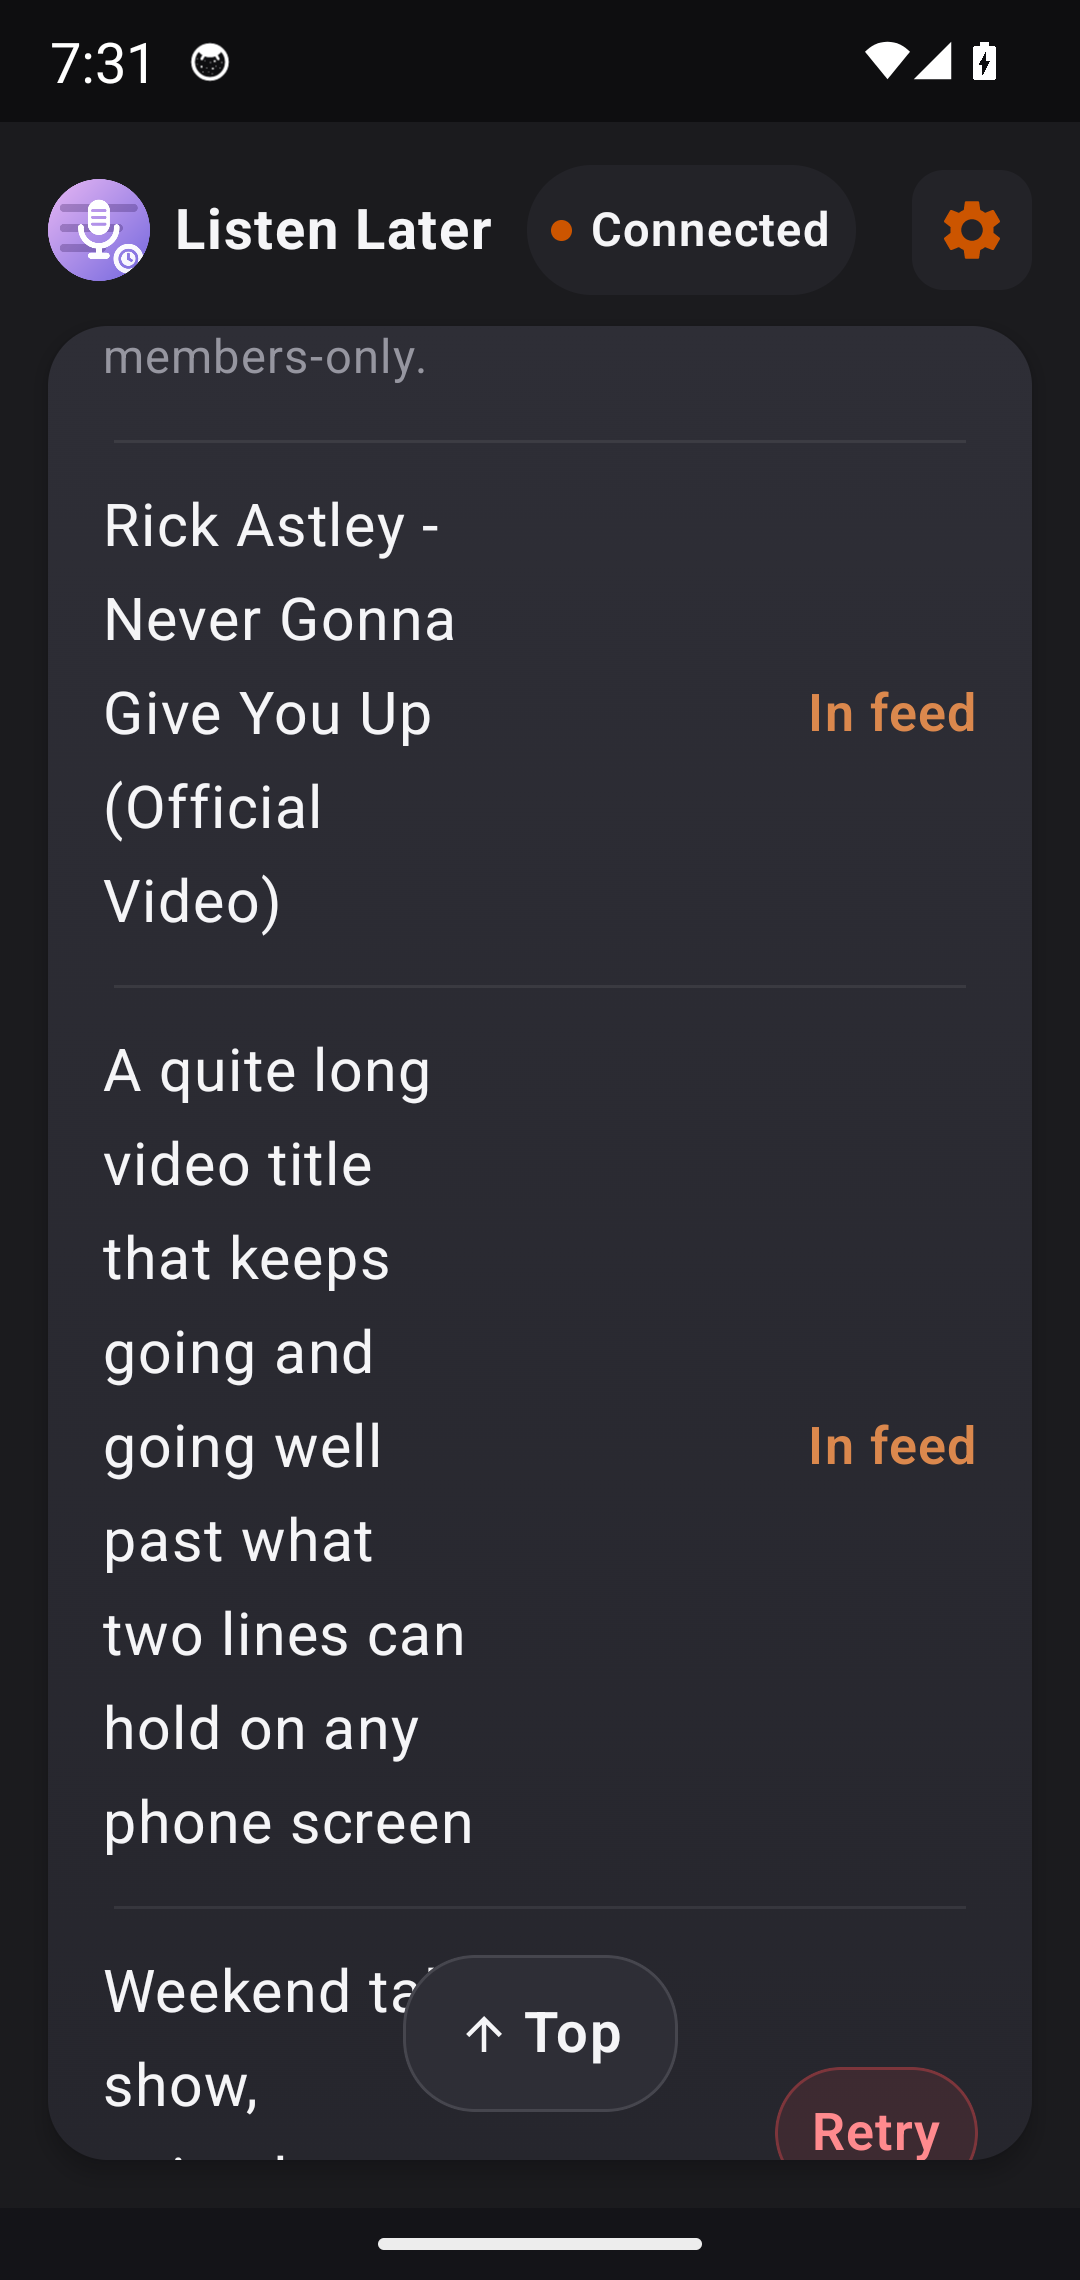 7:31
Listen Later
Connected
members-only.
Rick Astley -
Never Gonna
Give You Up
(Official
Video)
In feed
A quite long
video title
that keeps
going and
going well
past what
two lines can
hold on any
phone screen
In feed
Weekend
show,
Top
Retry